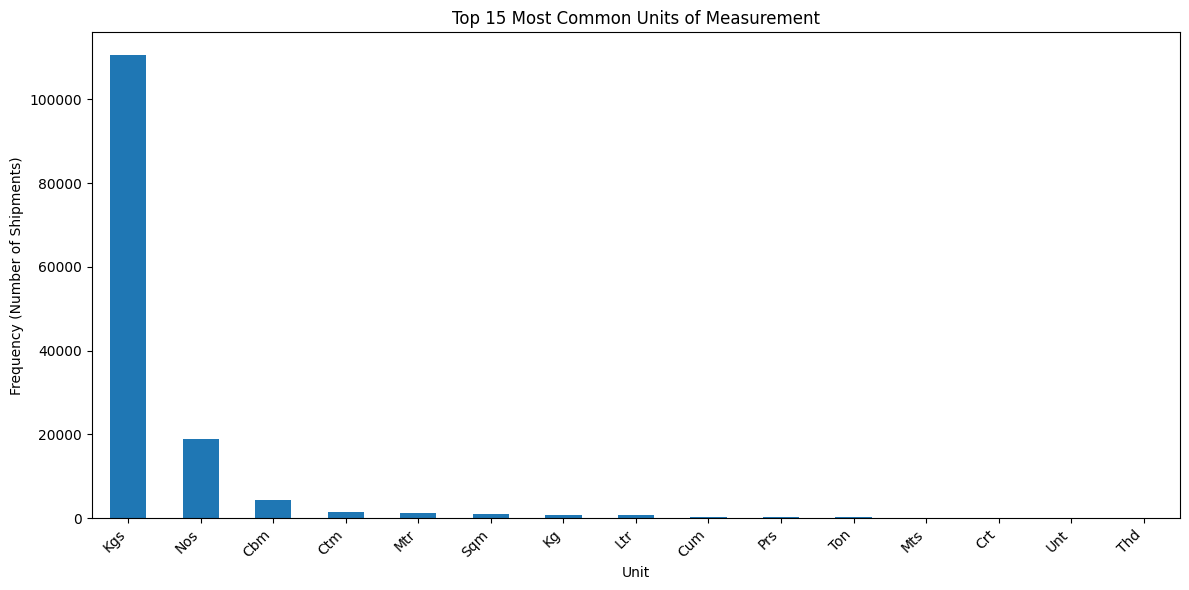 Top 15 Most Common Units of Measurement
Frequency (Number of Shipments)
100000
80000
60000
40000
20000
0
Kgs
Nos
Cbm
Ctm
Mtr
Sqm
Kg
Ltr
Cum
Prs
Ton
Mts
Crt
Unt
Thd
Unit